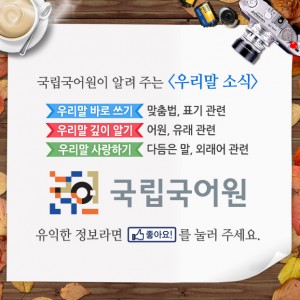 국립국어원이 알려 주는 〈우리말 소식〉
우리말 바로 쓰기 맞춤법, 표기 관련
우리말 깊이 알기 어원, 유래 관련
우리말 사랑하기 다듬은 말, 외래어 관련
국립국어원
유익한 정보라면 좋아요! 를 눌러 주세요.